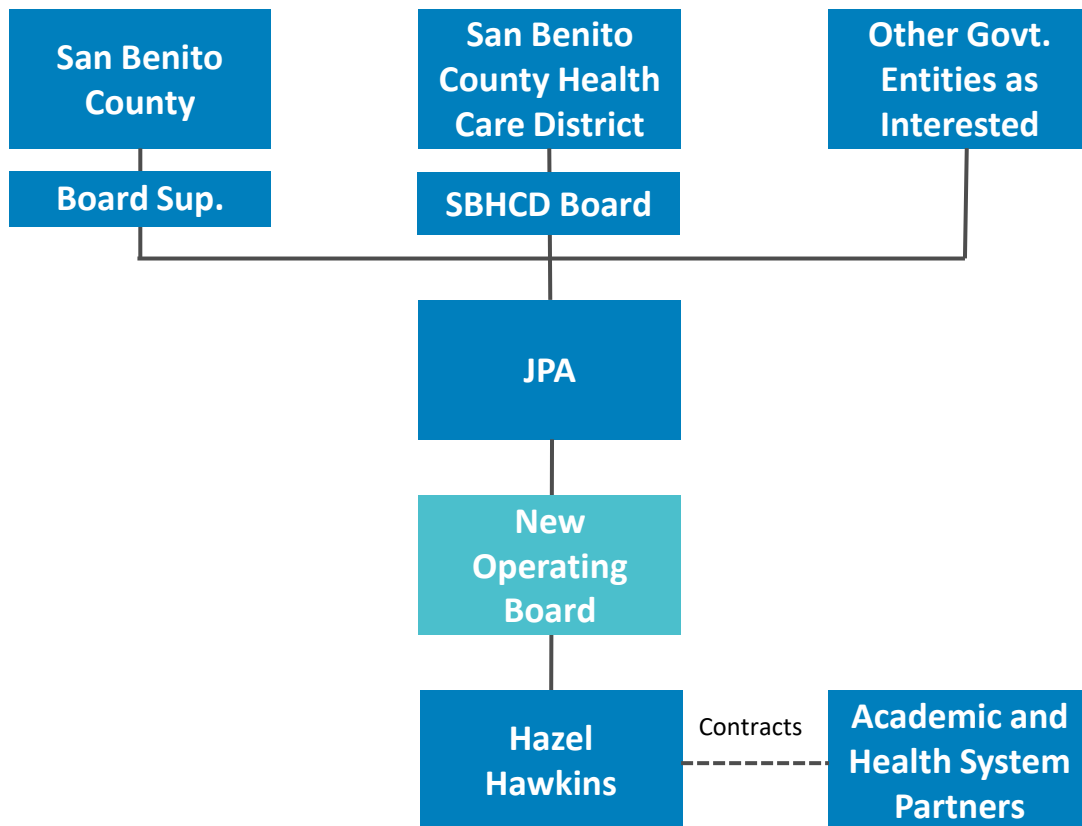 San Benito
County
San Benito
County Health
Care District
Other Govt.
Entities as
Interested
Board Sup.
SBHCD Board
JPA
New
Operating
Board
Hazel
Hawkins
Contracts
Academic and
Health System
Partners